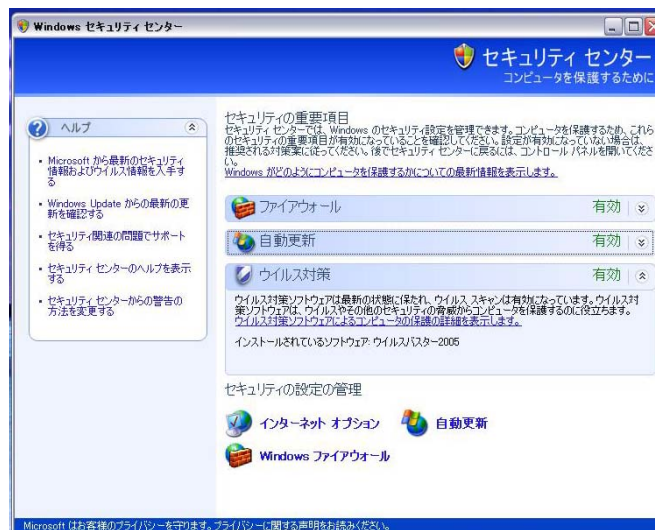 Windows セキュリティ センター
セキュリティ センター
コンピュータを保護するために
ヘルプ
Microsoft から最新のセキュリティ
情報およびウイルス情報を入手す
る
Windows Update からの最新の更
新を確認する
セキュリティ関連の問題でサポート
を得る
セキュリティ センターのヘルプを表示
する
セキュリティ センターからの警告の
方法を変更する
セキュリティの重要項目
セキュリティ センターでは、Windows のセキュリティ設定を管理できます。コンピュータを保護するため、これら
のセキュリティの重要項目が有効になっていることを確認してください。設定が有効になっていない場合は、
推奨される対策案に従ってください。後でセキュリティ センターに戻るには、コントロール パネルを開いてくださ
い。
Windows がどのようにコンピュータを保護するかについての最新情報を表示します。
ファイアウォール 有効
自動更新 有効
ウイルス対策 有効
ウイルス対策ソフトウェアは最新の状態に保たれ、ウイルス スキャンは有効になっています。ウイルス対
策ソフトウェアは、ウイルスやその他のセキュリティの脅威からコンピュータを保護するのに役立ちます。
ウイルス対策ソフトウェアによるコンピュータの保護の詳細を表示します。
インストールされているソフトウェア: ウイルスバスター2005
セキュリティの設定の管理
インターネット オプション 自動更新
Windows ファイアウォール
Microsoft はお客様のプライバシーを守ります。プライバシーに関する声明をお読みください。